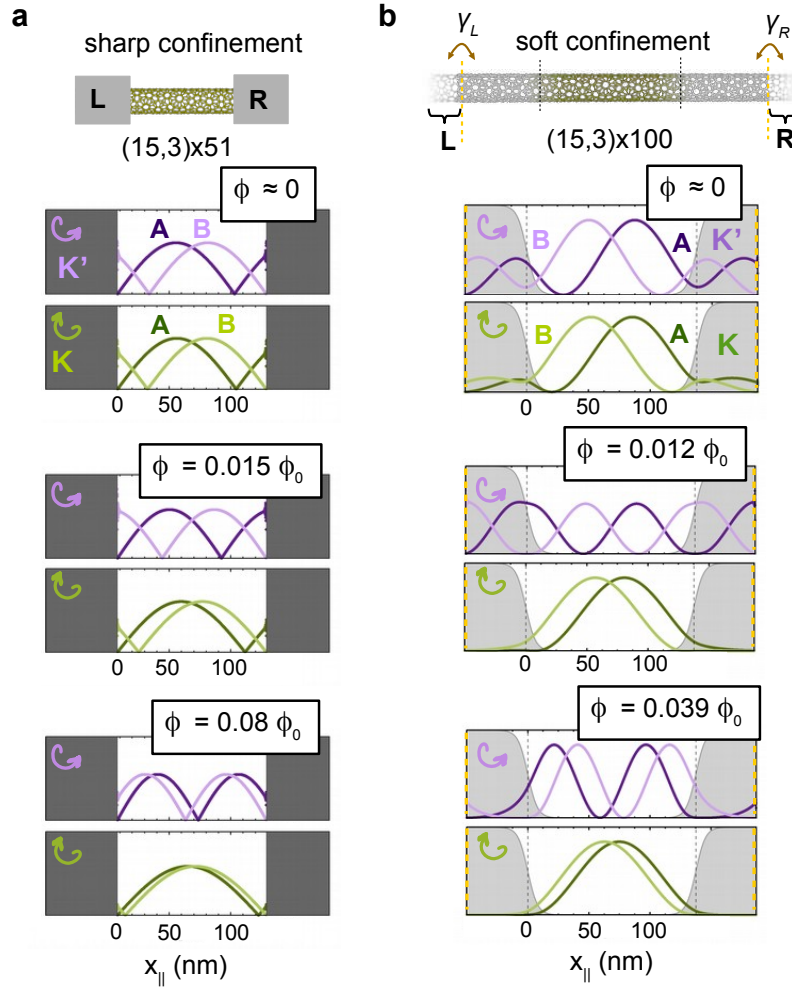 a
sharp confinement
L
R
(15,3)x51
ϕ ≈ 0
A
B
K’
A
B
K
0
50
100
ϕ = 0.015 ϕ₀
0
50
100
ϕ = 0.08 ϕ₀
0
50
100
x|| (nm)
b
γL
γR
soft confinement
L
(15,3)x100
R
ϕ ≈ 0
B
A
K’
B
A
K
0
50
100
ϕ = 0.012 ϕ₀
0
50
100
ϕ = 0.039 ϕ₀
0
50
100
x|| (nm)